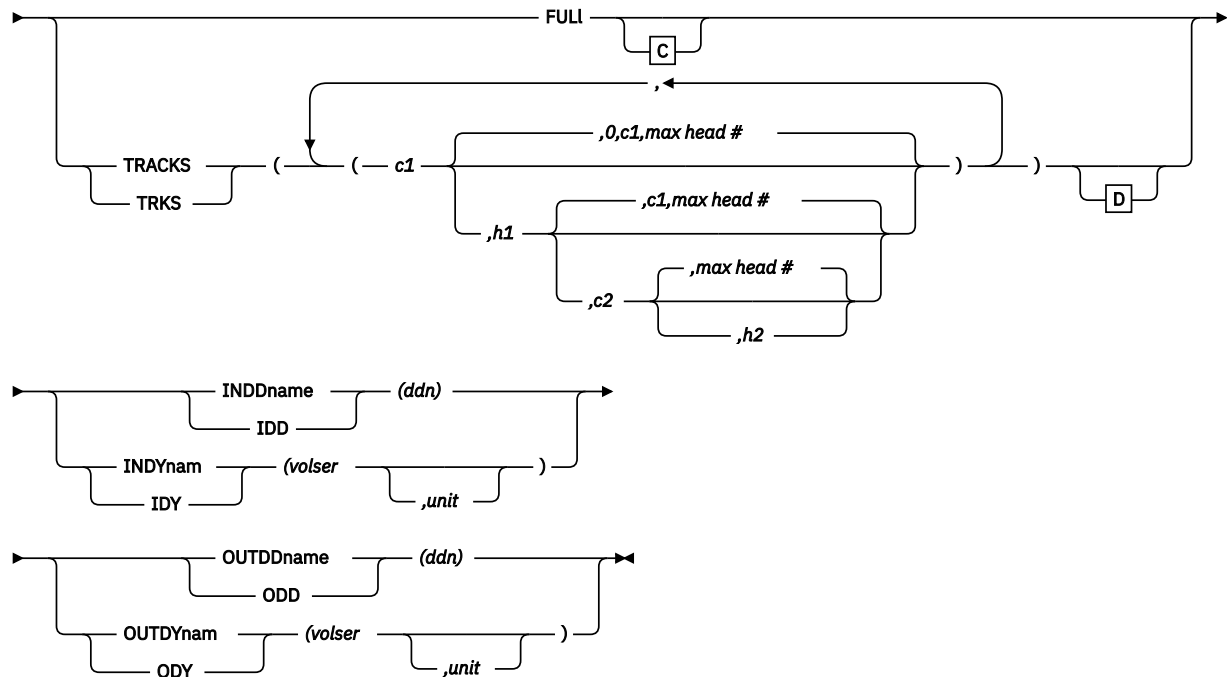 FULl
C
,
,0,c1,max head #
TRACKS ( ( c1 ) ) 
TRKS
D
,c1,max head #
,h1
,max head #
,c2
,h2
INDDname (ddn)
IDD
INDYnam (volser )
IDY ,unit
OUTDDname (ddn)
ODD
OUTDYnam (volser )
ODY ,unit